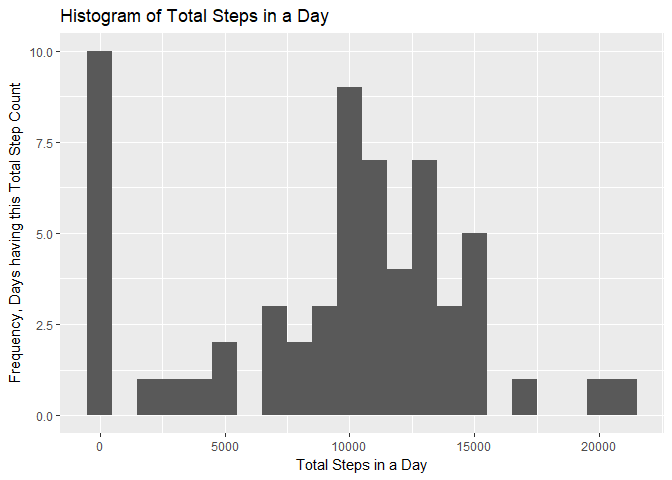 Histogram of Total Steps in a Day
Frequency, Days having this Total Step Count
10.0
7.5
5.0
2.5
0.0
0 5000 10000 15000 20000
Total Steps in a Day